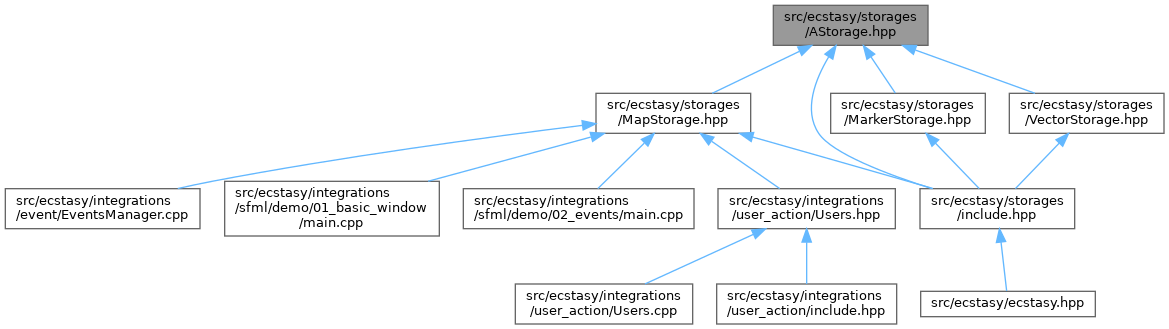 src/ecstasy/storages
/AStorage.hpp
src/ecstasy/storages
/MapStorage.hpp
src/ecstasy/storages
/MarkerStorage.hpp
src/ecstasy/storages
/VectorStorage.hpp
src/ecstasy/integrations
/event/EventsManager.cpp
src/ecstasy/integrations
/sfml/demo/01_basic_window
/main.cpp
src/ecstasy/integrations
/sfml/demo/02_events/main.cpp
src/ecstasy/integrations
/user_action/Users.hpp
src/ecstasy/storages
/include.hpp
src/ecstasy/integrations
/user_action/Users.cpp
src/ecstasy/integrations
/user_action/include.hpp
src/ecstasy/ecstasy.hpp